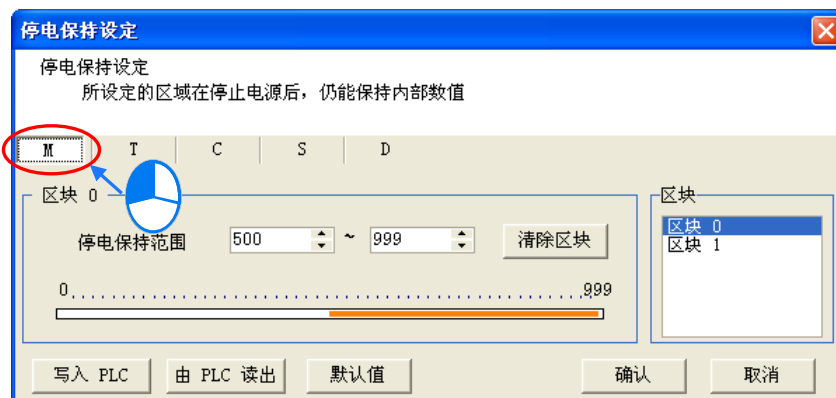 停电保持设定
停电保持设定
所设定的区域在停止电源后，仍能保持内部数值
M T C S D
区块 0
停电保持范围 500 ~ 999 清除区块
0 999
区块
区块 0
区块 1
写入 PLC 由 PLC 读出 默认值 确认 取消